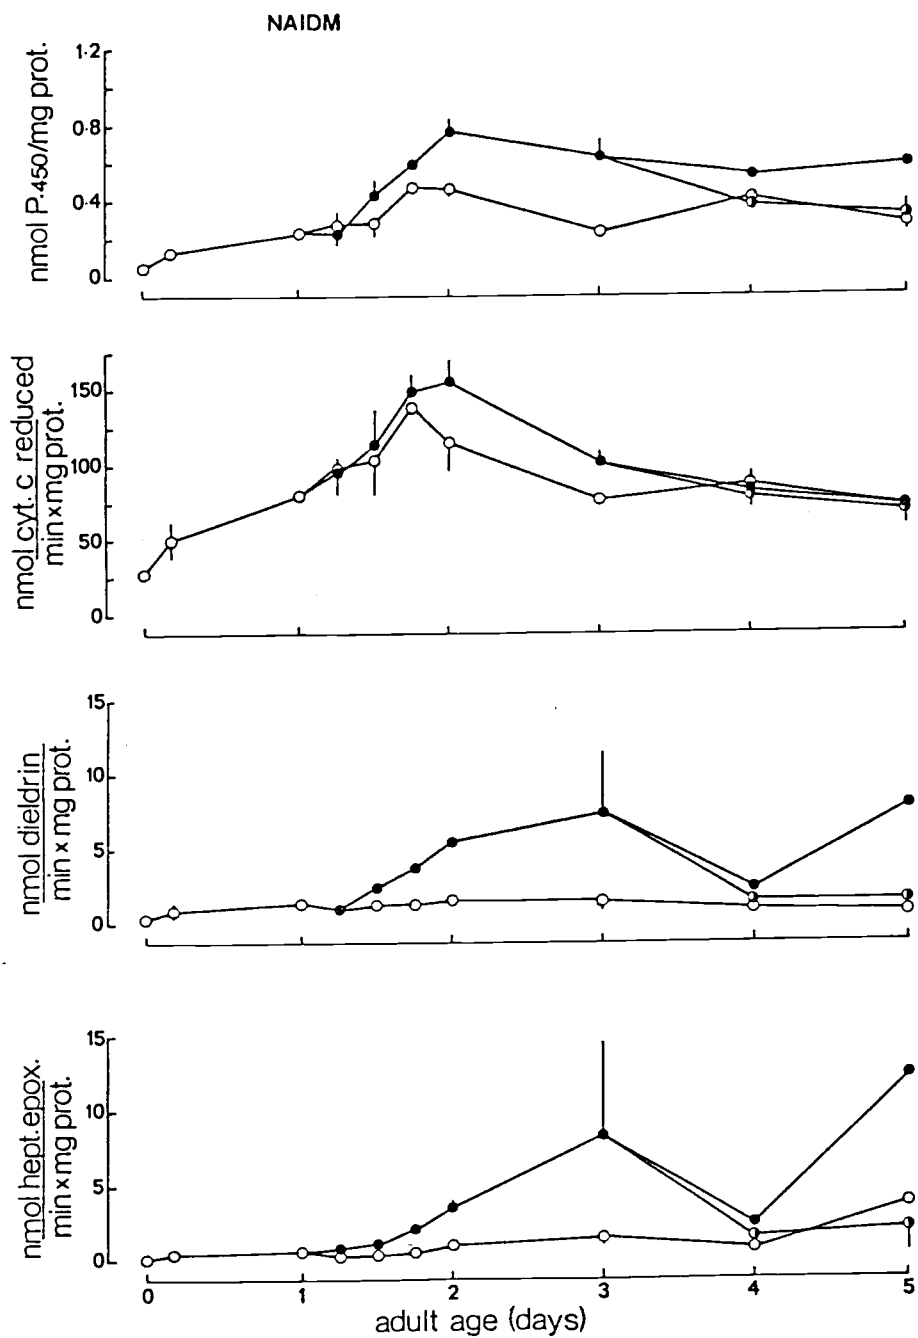 NAIDM
nmol P.450/mg prot.
1·2
0·8
0·4
0
nmol cyt. c reduced
min x mg prot.
150
100
50
0
nmol dieldrin
min x mg prot.
15
10
5
0
nmol hept. epox.
min x mg prot.
15
10
5
0
0 1 2 3 4 5
adult age (days)